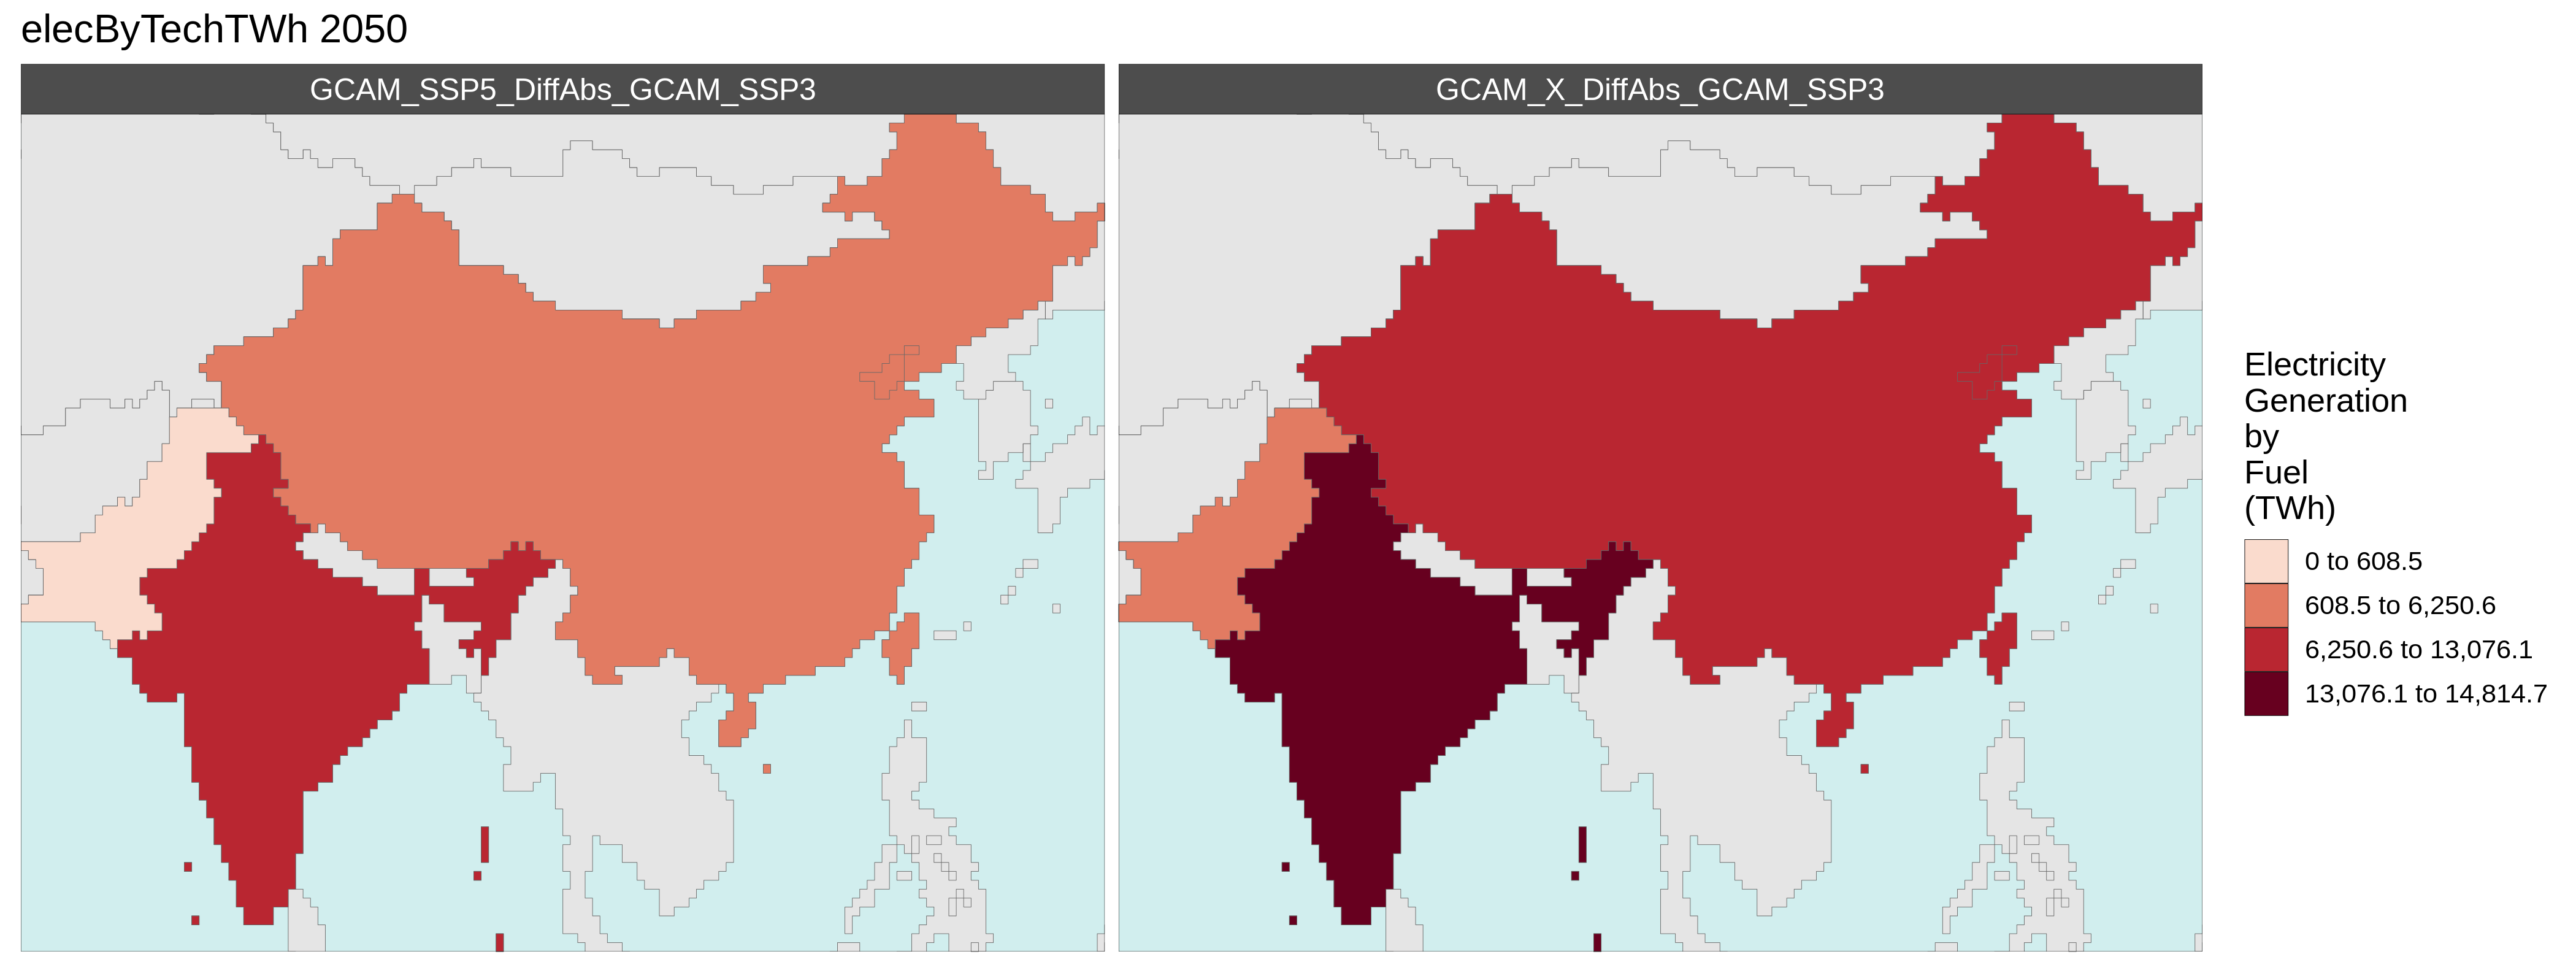 elecByTechTWh 2050
GCAM_SSP5_DiffAbs_GCAM_SSP3
GCAM_X_DiffAbs_GCAM_SSP3
Electricity
Generation
by
Fuel
(TWh)
0 to 608.5
608.5 to 6,250.6
6,250.6 to 13,076.1
13,076.1 to 14,814.7